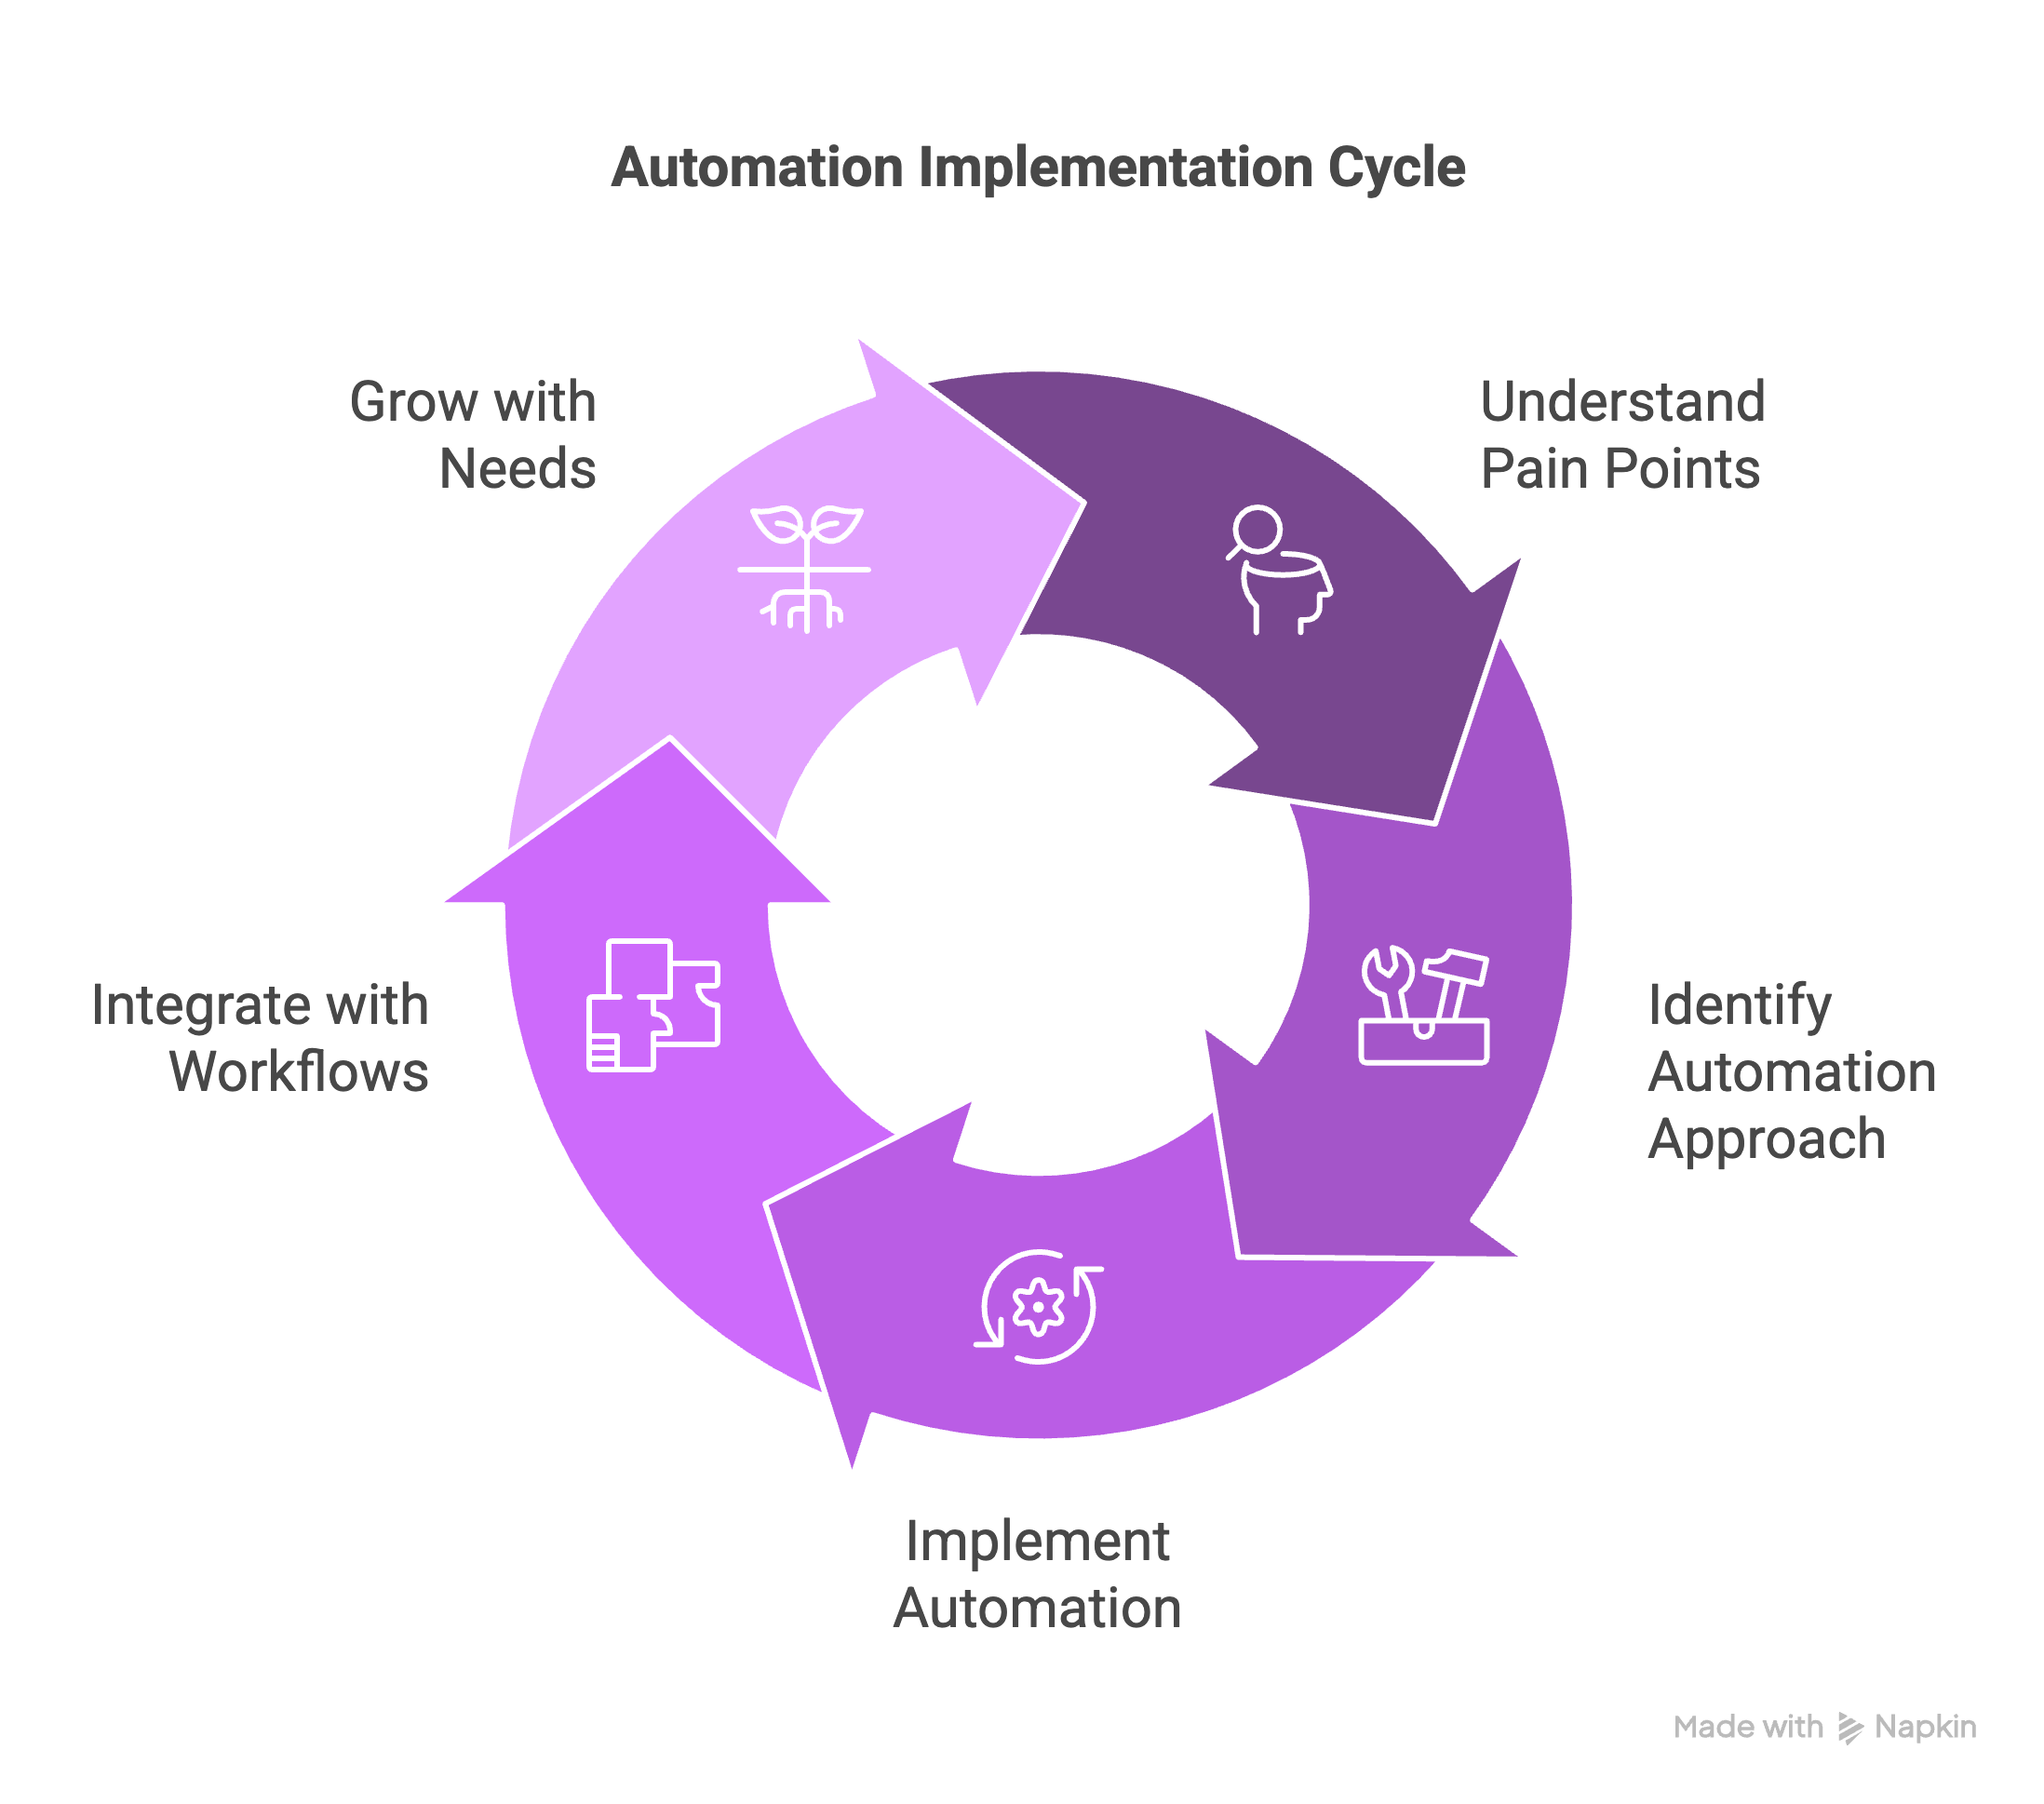 Automation Implementation Cycle
Grow with
Needs
Understand
Pain Points
Integrate with
Workflows
Identify
Automation
Approach
Implement
Automation
Made with Napkin